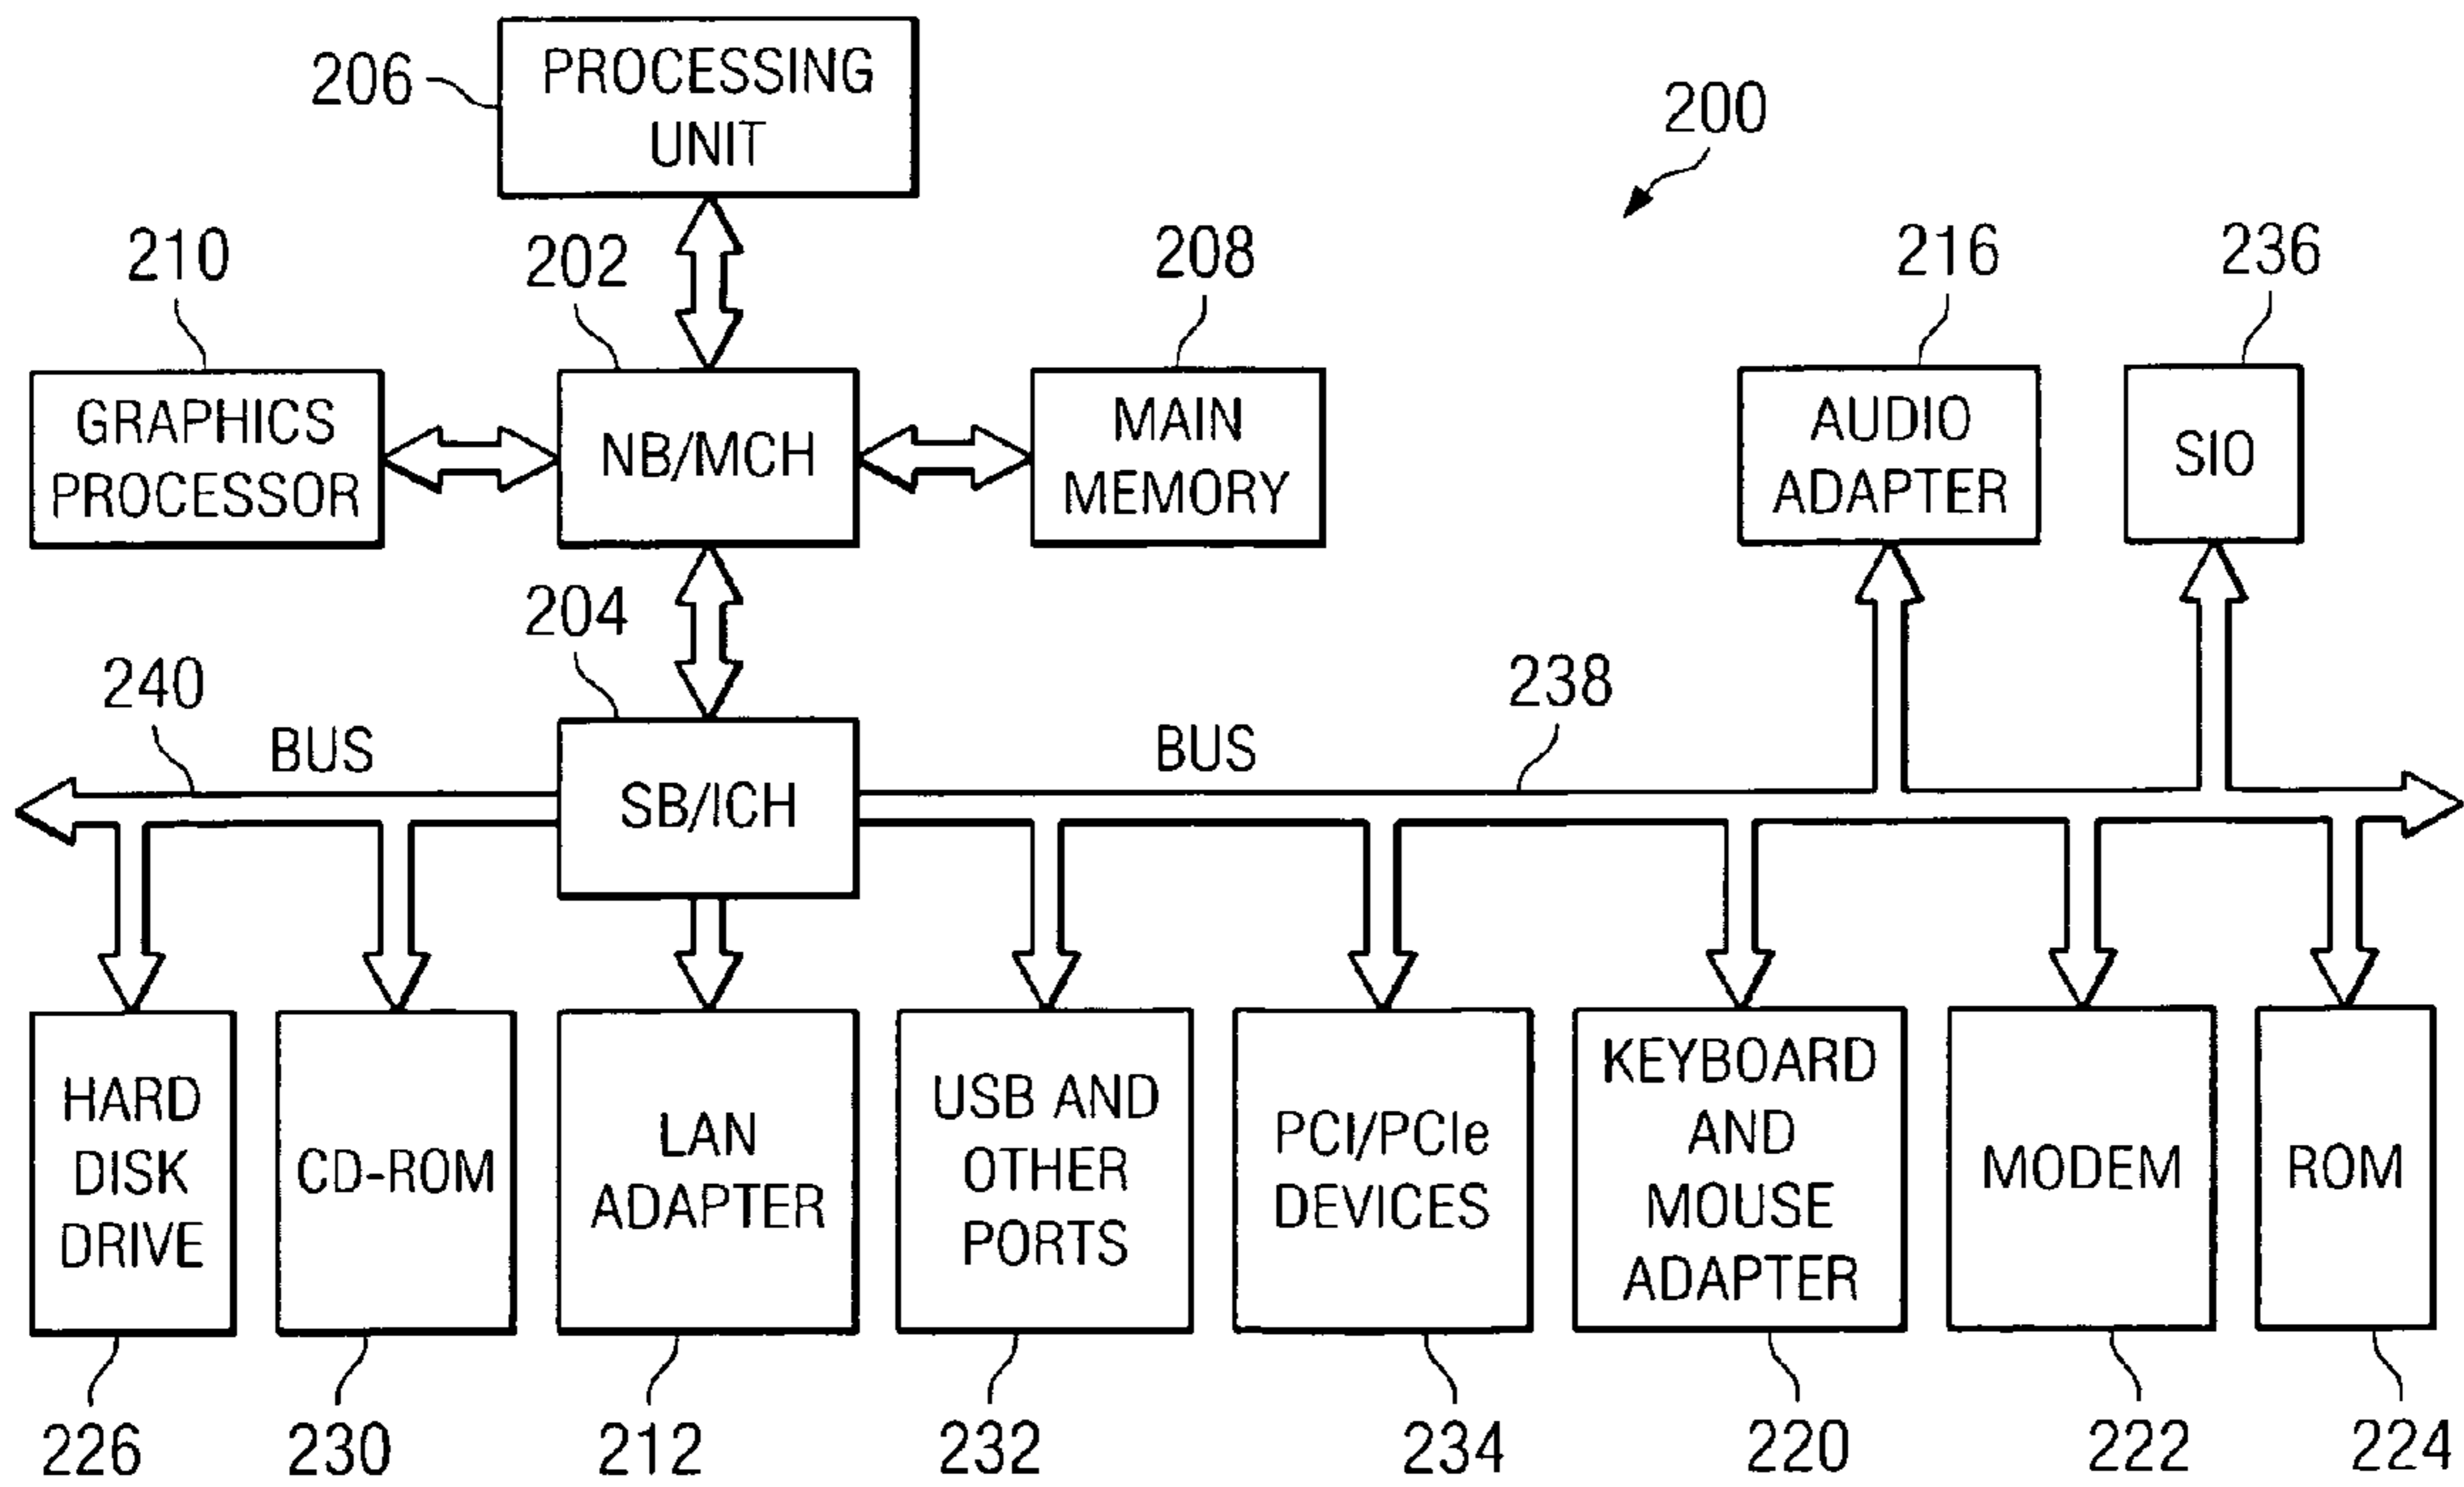 206
PROCESSING
UNIT
200
210
202
208
216
236
GRAPHICS
PROCESSOR
NB/MCH
MAIN
MEMORY
AUDIO
ADAPTER
SIO
204
240
BUS
SB/ICH
BUS
238
HARD
DISK
DRIVE
CD-ROM
LAN
ADAPTER
USB AND
OTHER
PORTS
PCI/PCIe
DEVICES
KEYBOARD
AND
MOUSE
ADAPTER
MODEM
ROM
226
230
212
232
234
220
222
224